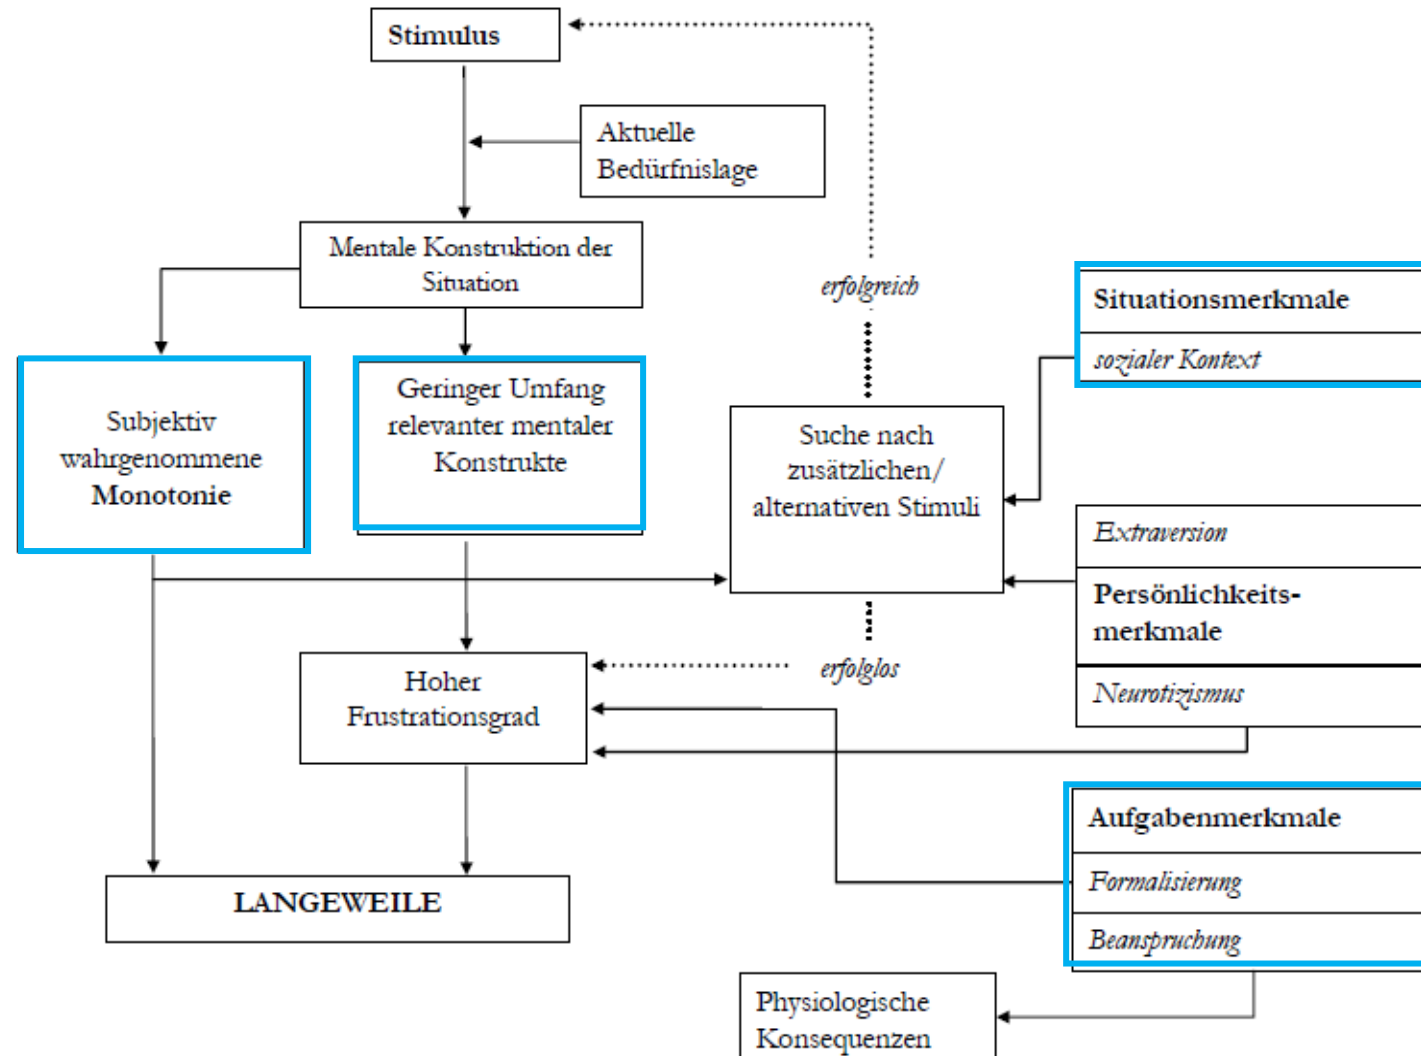 Stimulus
Aktuelle
Bedürfnislage
Mentale Konstruktion der
Situation
erfolgreich
Situationsmerkmale
sozialer Kontext
Subjektiv
wahrgenommene
Monotonie
Geringer Umfang
relevanter mentaler
Konstrukte
Suche nach
zusätzlichen/
alternativen Stimuli
Extraversion
Persönlichkeits-
merkmale
Neurotizismus
erfolglos
Hoher
Frustrationsgrad
Aufgabenmerkmale
Formalisierung
Beanspruchung
LANGEWEILE
Physiologische
Konsequenzen